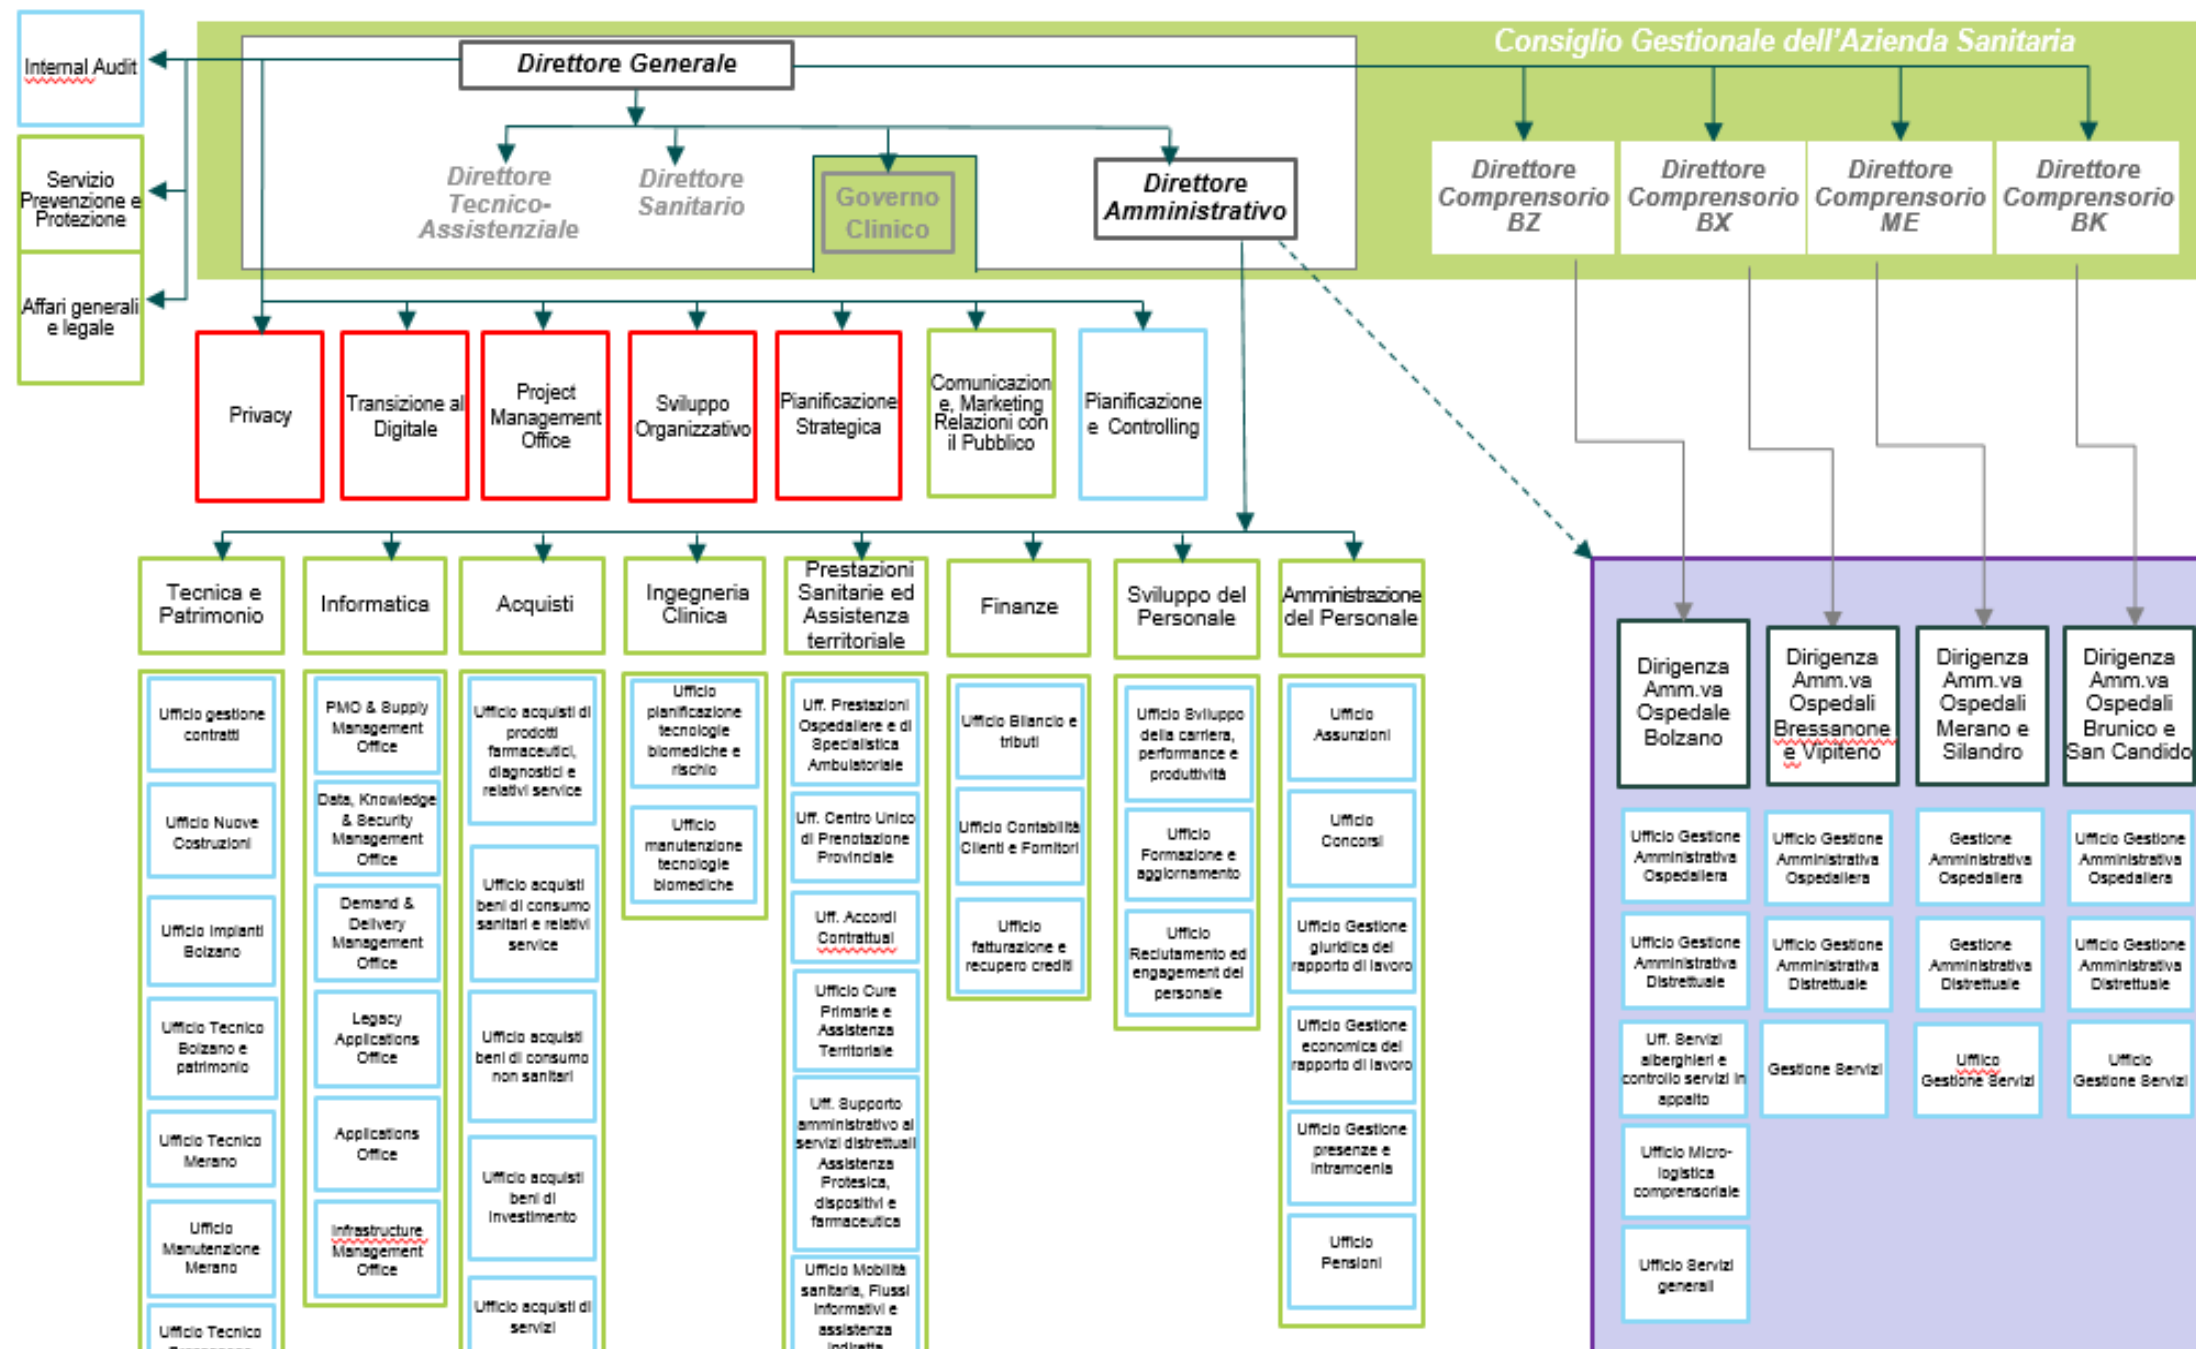 Consiglio Gestionale dell'Azienda Sanitaria
Internal Audit
Direttore Generale
Servizio
Prevenzione e
Protezione
Affari generali
e legale
Direttore
Tecnico-
Assistenziale
Direttore
Sanitario
Governo
Clinico
Direttore
Amministrativo
Direttore
Comprensorio
BZ
Direttore
Comprensorio
BX
Direttore
Comprensorio
ME
Direttore
Comprensorio
BK
Privacy
Transizione al
Digitale
Project
Management
Office
Sviluppo
Organizzativo
Pianificazione
Strategica
Comunicazion
e, Marketing
Relazioni con
il Pubblico
Pianificazione
e Controlling
Tecnica e
Patrimonio
Informatica
Acquisti
Ingegneria
Clinica
Prestazioni
Sanitarie ed
Assistenza
territoriale
Finanze
Sviluppo del
Personale
Amministrazione
del Personale
Dirigenza
Amm.va
Ospedale
Bolzano
Dirigenza
Amm.va
Ospedali
Bressanone
e Vipiteno
Dirigenza
Amm.va
Ospedali
Merano e
Silandro
Dirigenza
Amm.va
Ospedali
Brunico e
San Candido
Ufficio gestione
contratti
Ufficio Nuove
Costruzioni
Ufficio Impianti
Bolzano
Ufficio Tecnico
Bolzano e
patrimonio
Ufficio Tecnico
Merano
Ufficio
Manutenzione
Merano
Ufficio Tecnico
PMO & Supply
Management
Office
Data, Knowledge
& Security
Management
Office
Demand &
Delivery
Management
Office
Legacy
Applications
Office
Applications
Office
Infrastructure
Management
Office
Ufficio acquisti di
prodotti
farmaceutici,
diagnostici e
relativi service
Ufficio acquisti
beni di consumo
sanitari e relativi
service
Ufficio acquisti
beni di consumo
non sanitari
Ufficio acquisti
beni di
investimento
Ufficio acquisti di
servizi
Ufficio
pianificazione
tecnologie
biomediche e
rischio
Ufficio
manutenzione
tecnologie
biomediche
Uff. Prestazioni
Ospedaliere e di
Specialistica
Ambulatoriale
Uff. Centro Unico
di Prenotazione
Provinciale
Uff. Accordi
Contrattual
Ufficio Cure
Primarie e
Assistenza
Territoriale
Uff. Supporto
amministrativo ai
servizi distrettuali
Assistenza
Protesica,
dispositivi e
farmaceutica
Ufficio Mobilità
sanitaria, Flussi
informativi e
assistenza
indiretta
Ufficio Bilancio e
tributi
Ufficio Contabilità
Clienti e Fornitori
Ufficio
fatturazione e
recupero crediti
Ufficio Sviluppo
della carriera,
performance e
produttività
Ufficio
Formazione e
aggiornamento
Ufficio
Reclutamento ed
engagement del
personale
Ufficio
Assunzioni
Ufficio
Concorsi
Ufficio Gestione
giuridica del
rapporto di lavoro
Ufficio Gestione
economica del
rapporto di lavoro
Ufficio Gestione
presenze e
intramoenia
Ufficio
Pensioni
Ufficio Gestione
Amministrativa
Ospedaliera
Ufficio Gestione
Amministrativa
Distrettuale
Uff. Servizi
alberghieri e
controllo servizi in
appalto
Ufficio Micro-
logistica
comprensoriale
Ufficio Servizi
generali
Ufficio Gestione
Amministrativa
Ospedaliera
Ufficio Gestione
Amministrativa
Distrettuale
Gestione Servizi
Gestione
Amministrativa
Ospedaliera
Gestione
Amministrativa
Distrettuale
Uffiico
Gestione Servizi
Ufficio Gestione
Amministrativa
Ospedaliera
Ufficio Gestione
Amministrativa
Distrettuale
Ufficio
Gestione Servizi